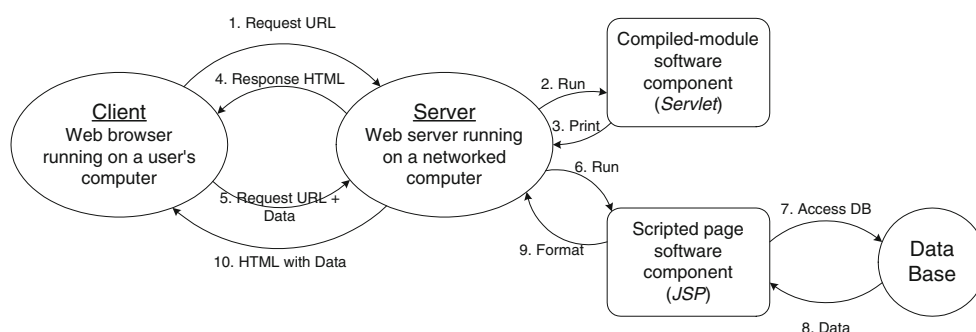 1. Request URL
4. Response HTML
Client
Web browser
running on a user's
computer
5. Request URL +
Data
10. HTML with Data
Server
Web server running
on a networked
computer
2. Run
3. Print
Compiled-module
software
component
(Servlet)
6. Run
9. Format
Scripted page
software
component
(JSP)
7. Access DB
8. Data
Data
Base